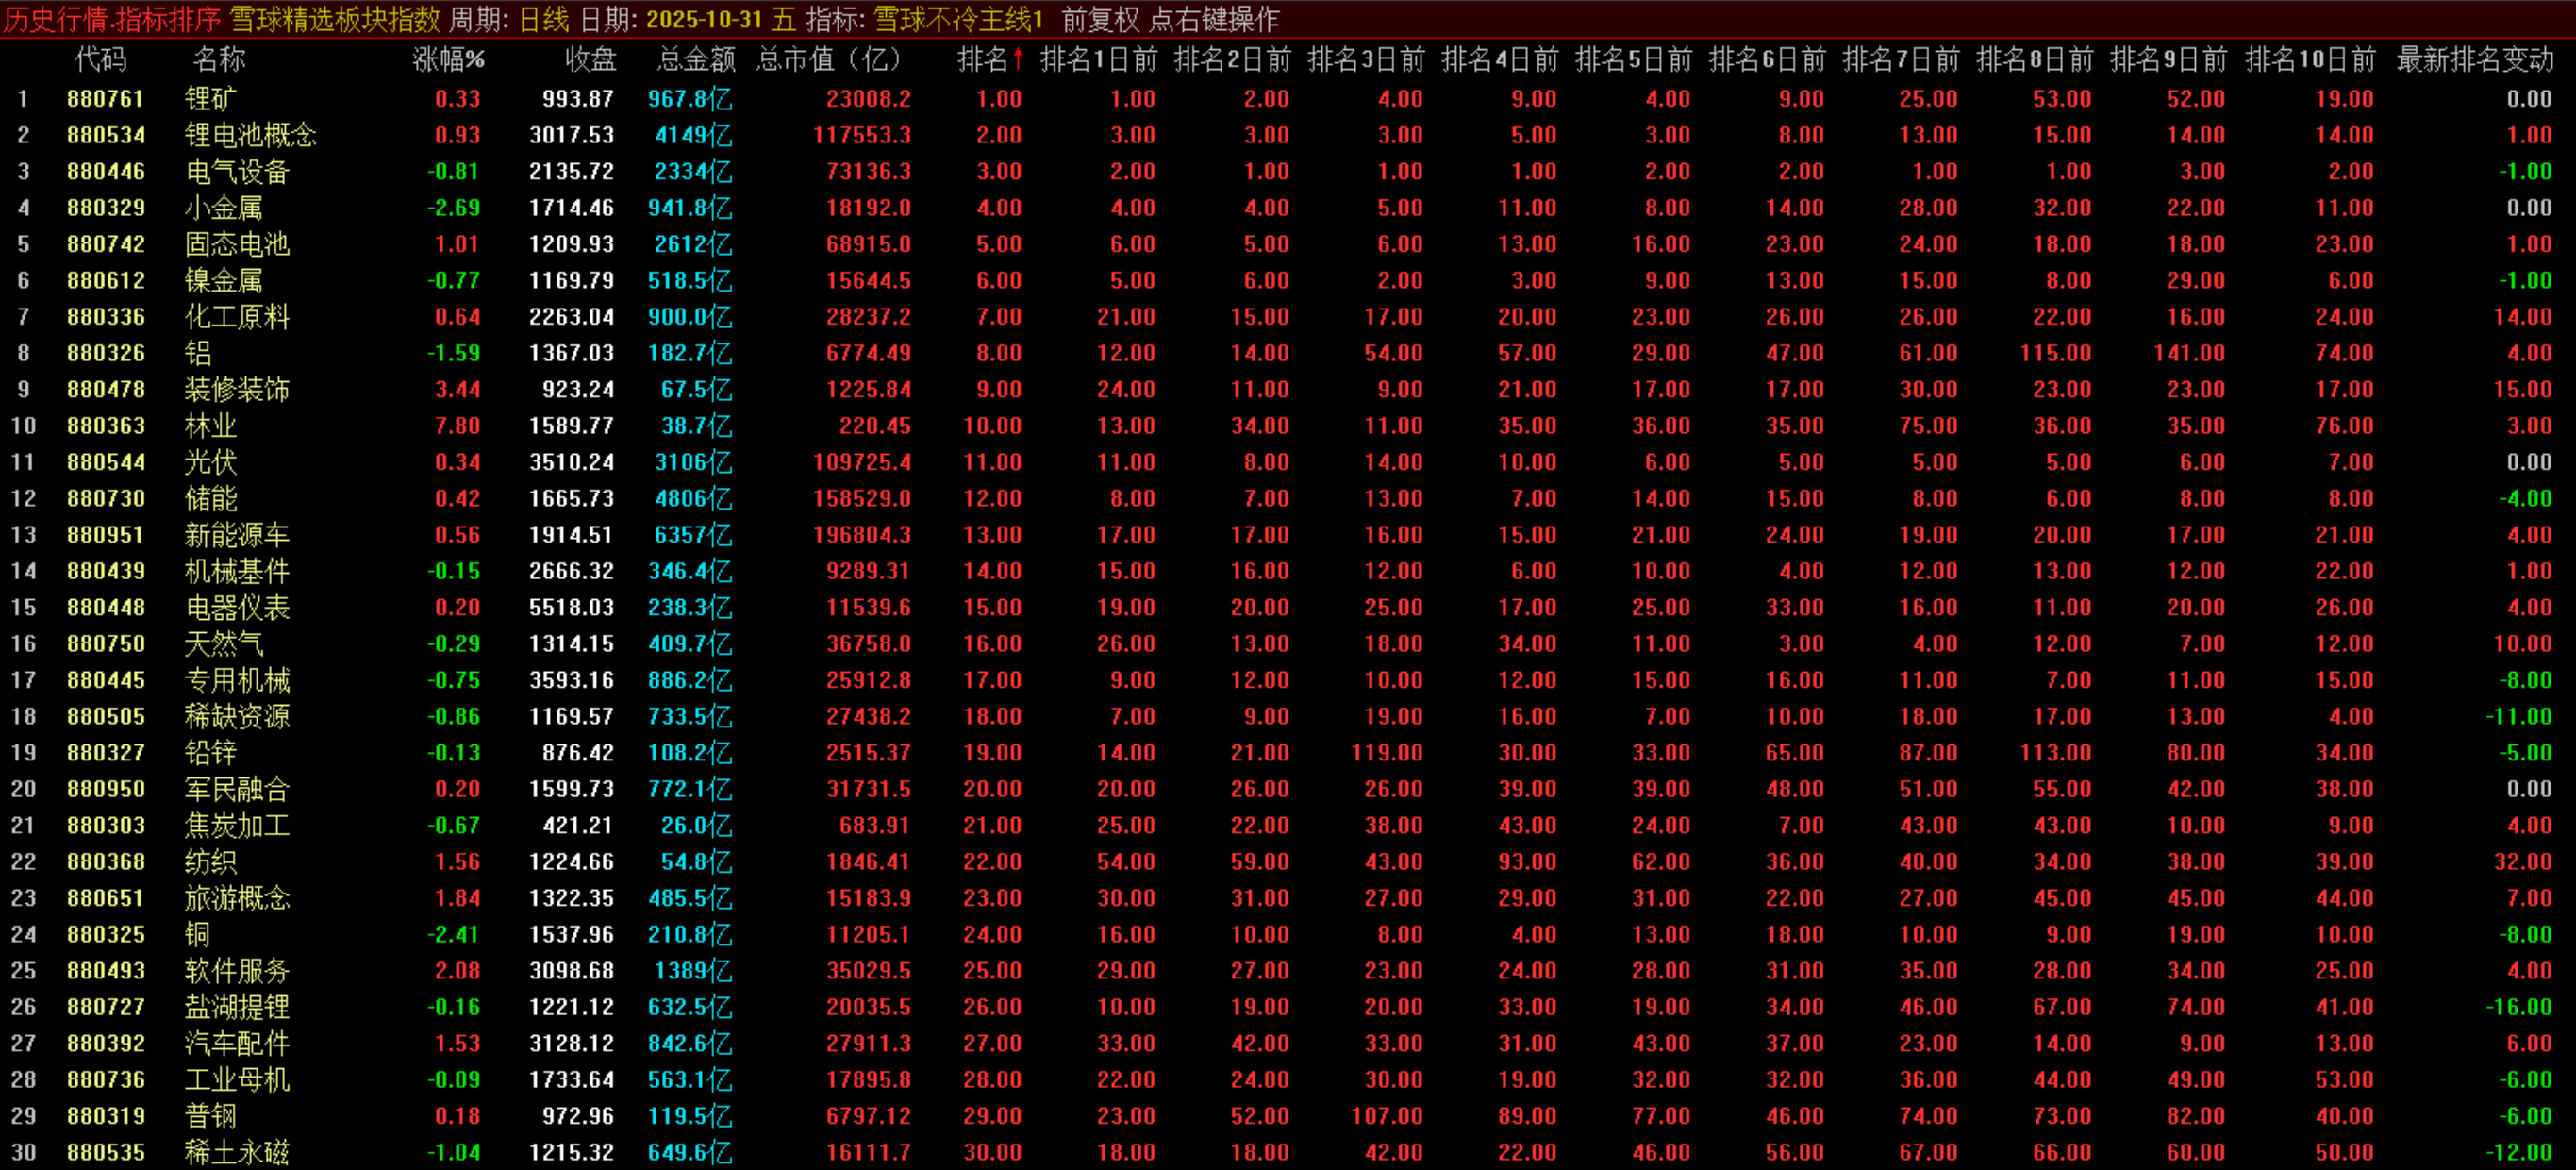 历史行情.指标排序 雪球精选板块指数 周期: 日线 日期: 2025-10-31 五 指标: 雪球不冷主线1 前复权 点右键操作
代码 名称 涨幅% 收盘 总金额 总市值（亿） 排名↑ 排名1日前 排名2日前 排名3日前 排名4日前 排名5日前 排名6日前 排名7日前 排名8日前 排名9日前 排名10日前 最新排名变动
1 880761 锂矿 0.33 993.87 967.8亿 23008.2 1.00 1.00 2.00 4.00 9.00 4.00 9.00 25.00 53.00 52.00 19.00 0.00
2 880534 锂电池概念 0.93 3017.53 4149亿 117553.3 2.00 3.00 3.00 3.00 5.00 3.00 8.00 13.00 15.00 14.00 14.00 1.00
3 880446 电气设备 -0.81 2135.72 2334亿 73136.3 3.00 2.00 1.00 1.00 1.00 2.00 2.00 1.00 1.00 3.00 2.00 -1.00
4 880329 小金属 -2.69 1714.46 941.8亿 18192.0 4.00 4.00 4.00 5.00 11.00 8.00 14.00 28.00 32.00 22.00 11.00 0.00
5 880742 固态电池 1.01 1209.93 2612亿 68915.0 5.00 6.00 5.00 6.00 13.00 16.00 23.00 24.00 18.00 18.00 23.00 1.00
6 880612 镍金属 -0.77 1169.79 518.5亿 15644.5 6.00 5.00 6.00 2.00 3.00 9.00 13.00 15.00 8.00 29.00 6.00 -1.00
7 880336 化工原料 0.64 2263.04 900.0亿 28237.2 7.00 21.00 15.00 17.00 20.00 23.00 26.00 26.00 22.00 16.00 24.00 14.00
8 880326 铝 -1.59 1367.03 182.7亿 6774.49 8.00 12.00 14.00 54.00 57.00 29.00 47.00 61.00 115.00 141.00 74.00 4.00
9 880478 装修装饰 3.44 923.24 67.5亿 1225.84 9.00 24.00 11.00 9.00 21.00 17.00 17.00 30.00 23.00 23.00 17.00 15.00
10 880363 林业 7.80 1589.77 38.7亿 220.45 10.00 13.00 34.00 11.00 35.00 36.00 35.00 75.00 36.00 35.00 76.00 3.00
11 880544 光伏 0.34 3510.24 3106亿 109725.4 11.00 11.00 8.00 14.00 10.00 6.00 5.00 5.00 5.00 6.00 7.00 0.00
12 880730 储能 0.42 1665.73 4806亿 158529.0 12.00 8.00 7.00 13.00 7.00 14.00 15.00 8.00 6.00 8.00 8.00 -4.00
13 880951 新能源车 0.56 1914.51 6357亿 196804.3 13.00 17.00 17.00 16.00 15.00 21.00 24.00 19.00 20.00 17.00 21.00 4.00
14 880439 机械基件 -0.15 2666.32 346.4亿 9289.31 14.00 15.00 16.00 12.00 6.00 10.00 4.00 12.00 13.00 12.00 22.00 1.00
15 880448 电器仪表 0.20 5518.03 238.3亿 11539.6 15.00 19.00 20.00 25.00 17.00 25.00 33.00 16.00 11.00 20.00 26.00 4.00
16 880750 天然气 -0.29 1314.15 409.7亿 36758.0 16.00 26.00 13.00 18.00 34.00 11.00 3.00 4.00 12.00 7.00 12.00 10.00
17 880445 专用机械 -0.75 3593.16 886.2亿 25912.8 17.00 9.00 12.00 10.00 12.00 15.00 16.00 11.00 7.00 11.00 15.00 -8.00
18 880505 稀缺资源 -0.86 1169.57 733.5亿 27438.2 18.00 7.00 9.00 19.00 16.00 7.00 10.00 18.00 17.00 13.00 4.00 -11.00
19 880327 铅锌 -0.13 876.42 108.2亿 2515.37 19.00 14.00 21.00 119.00 30.00 33.00 65.00 87.00 113.00 80.00 34.00 -5.00
20 880950 军民融合 0.20 1599.73 772.1亿 31731.5 20.00 20.00 26.00 26.00 39.00 39.00 48.00 51.00 55.00 42.00 38.00 0.00
21 880303 焦炭加工 -0.67 421.21 26.0亿 683.91 21.00 25.00 22.00 38.00 43.00 24.00 7.00 43.00 43.00 10.00 9.00 4.00
22 880368 纺织 1.56 1224.66 54.8亿 1846.41 22.00 54.00 59.00 43.00 93.00 62.00 36.00 40.00 34.00 38.00 39.00 32.00
23 880651 旅游概念 1.84 1322.35 485.5亿 15183.9 23.00 30.00 31.00 27.00 29.00 31.00 22.00 27.00 45.00 45.00 44.00 7.00
24 880325 铜 -2.41 1537.96 210.8亿 11205.1 24.00 16.00 10.00 8.00 4.00 13.00 18.00 10.00 9.00 19.00 10.00 -8.00
25 880493 软件服务 2.08 3098.68 1389亿 35029.5 25.00 29.00 27.00 23.00 24.00 28.00 31.00 35.00 28.00 34.00 25.00 4.00
26 880727 盐湖提锂 -0.16 1221.12 632.5亿 20035.5 26.00 10.00 19.00 20.00 33.00 19.00 34.00 46.00 67.00 74.00 41.00 -16.00
27 880392 汽车配件 1.53 3128.12 842.6亿 27911.3 27.00 33.00 42.00 33.00 31.00 43.00 37.00 23.00 14.00 9.00 13.00 6.00
28 880736 工业母机 -0.09 1733.64 563.1亿 17895.8 28.00 22.00 24.00 30.00 19.00 32.00 32.00 36.00 44.00 49.00 53.00 -6.00
29 880319 普钢 0.18 972.96 119.5亿 6797.12 29.00 23.00 52.00 107.00 89.00 77.00 46.00 74.00 73.00 82.00 40.00 -6.00
30 880535 稀土永磁 -1.04 1215.32 649.6亿 16111.7 30.00 18.00 18.00 42.00 22.00 46.00 56.00 67.00 66.00 60.00 50.00 -12.00